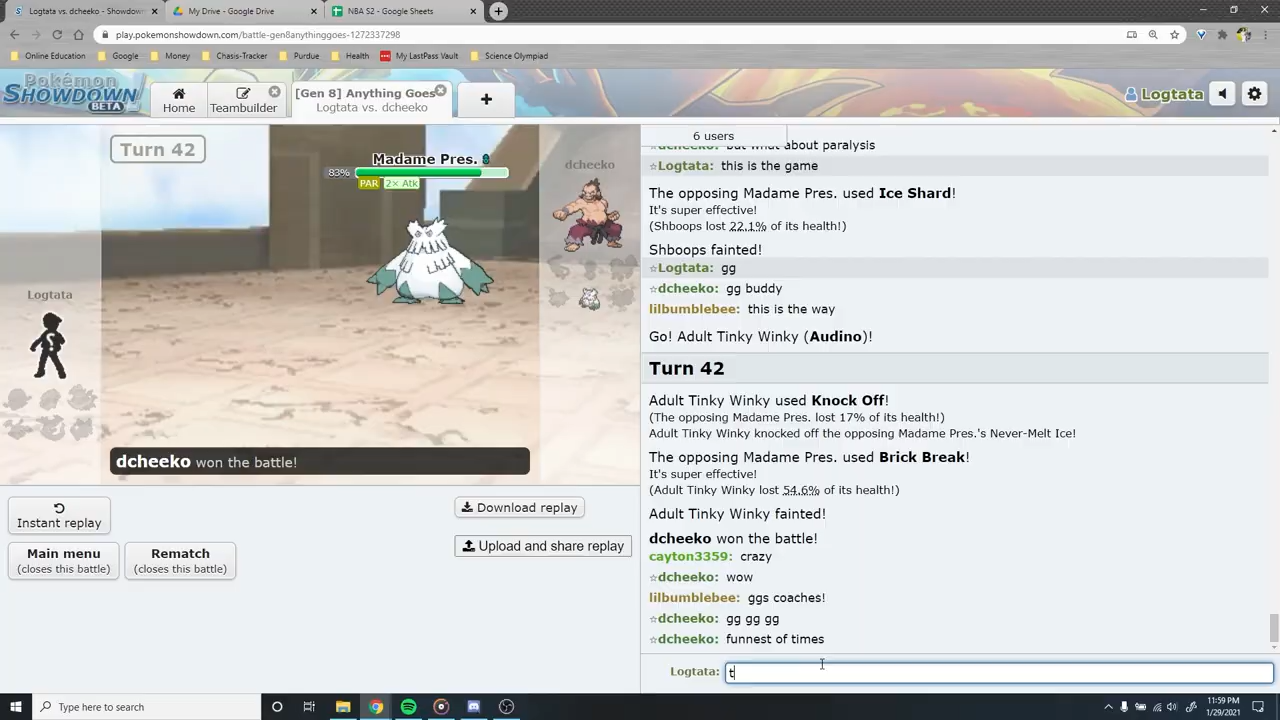 Logtata vs. dcheeko - Showdown
My Drive - Google Drive
NBA S2 - Google Sheets
play.pokemonshowdown.com/battle-gen8anythinggoes-1272337298
Online Education
Google
Money
Chasis-Tracker
Purdue
Health
My LastPass Vault
Science Olympiad
Pokémon
SHOWDOWN
BETA
Home
Teambuilder
[Gen 8] Anything Goes
Logtata vs. dcheeko
Logtata
Turn 42
Madame Pres.
83%
PAR 2× Atk
dcheeko
Logtata
dcheeko won the battle!
Instant replay
Download replay
Upload and share replay
Main menu
(closes this battle)
Rematch
(closes this battle)
6 users
☆dcheeko: but what about paralysis
☆Logtata: this is the game
The opposing Madame Pres. used Ice Shard!
It's super effective!
(Shboops lost 22.1% of its health!)
Shboops fainted!
☆Logtata: gg
☆dcheeko: gg buddy
lilbumblebee: this is the way
Go! Adult Tinky Winky (Audino)!
Turn 42
Adult Tinky Winky used Knock Off!
(The opposing Madame Pres. lost 17% of its health!)
Adult Tinky Winky knocked off the opposing Madame Pres.'s Never-Melt Ice!
The opposing Madame Pres. used Brick Break!
It's super effective!
(Adult Tinky Winky lost 54.6% of its health!)
Adult Tinky Winky fainted!
dcheeko won the battle!
cayton3359: crazy
☆dcheeko: wow
lilbumblebee: ggs coaches!
☆dcheeko: gg gg gg
☆dcheeko: funnest of times
Logtata: t
Type here to search
11:59 PM
1/29/2021